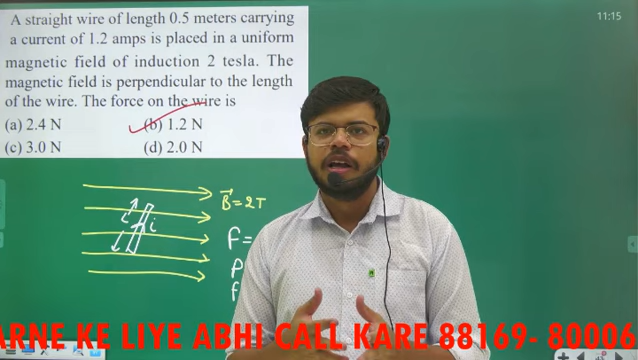 11:15
A straight wire of length 0.5 meters carrying
a current of 1.2 amps is placed in a uniform
magnetic field of induction 2 tesla. The
magnetic field is perpendicular to the length
of the wire. The force on the wire is
(a) 2.4 N (b) 1.2 N
(c) 3.0 N (d) 2.0 N
B⃗ = 2T
i
F =
ARNE KE LIYE ABHI CALL KARE 88169- 80006